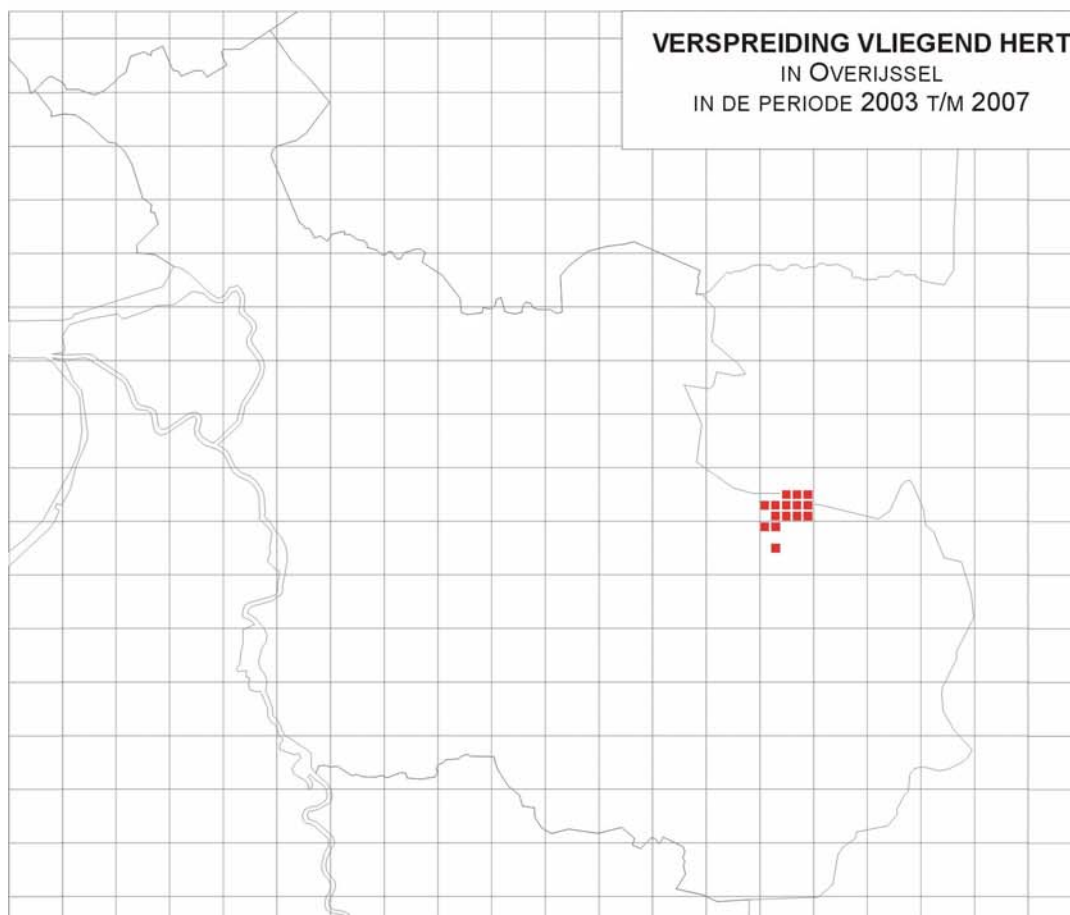 VERSPREIDING VLIEGEND HERT
IN OVERIJSSEL
IN DE PERIODE 2003 T/M 2007